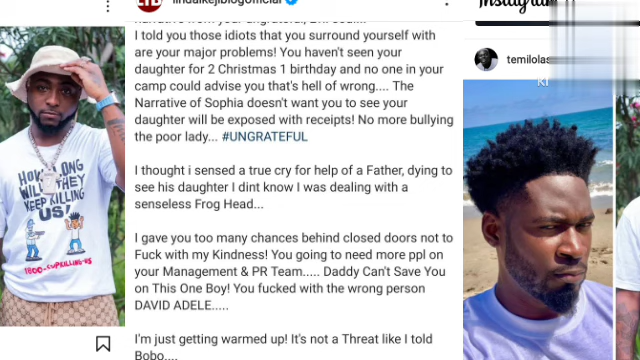 lindaikejiblogofficial
I told you those idiots that you surround yourself with
are your major problems! You haven't seen your
daughter for 2 Christmas 1 birthday and no one in your
camp could advise you that's hell of wrong.... The
Narrative of Sophia doesn't want you to see your
daughter will be exposed with receipts! No more bullying
the poor lady... #UNGRATEFUL
I thought i sensed a true cry for help of a Father, dying to
see his daughter I dint know I was dealing with a
senseless Frog Head...
I gave you too many chances behind closed doors not to
Fuck with my Kindness! You going to need more ppl on
your Management & PR Team..... Daddy Can't Save You
on This One Boy! You fucked with the wrong person
DAVID ADELE.....
I'm just getting warmed up! It's not a Threat like I told
Bobo....
HOW LONG
WILL THEY
KEEP KILLING
US!
Instagram
temilolas